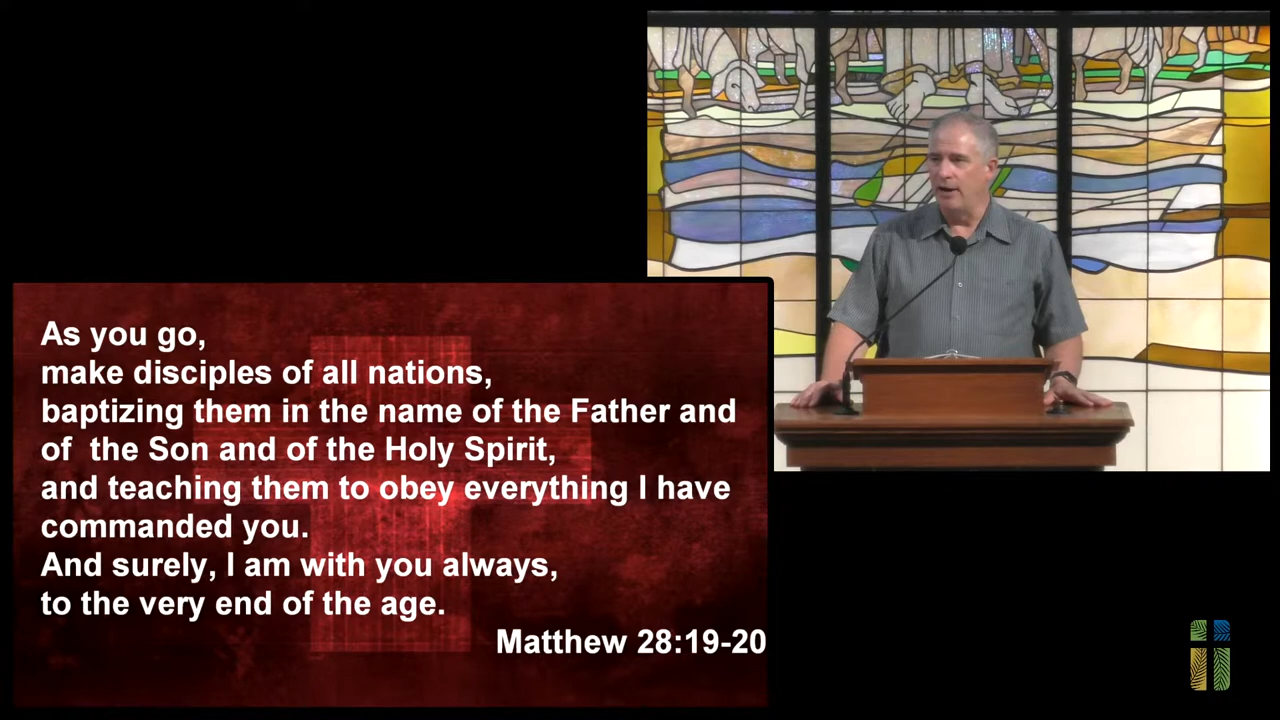 As you go,
make disciples of all nations,
baptizing them in the name of the Father and
of  the Son and of the Holy Spirit,
and teaching them to obey everything I have
commanded you.
And surely, I am with you always,
to the very end of the age.
Matthew 28:19-20